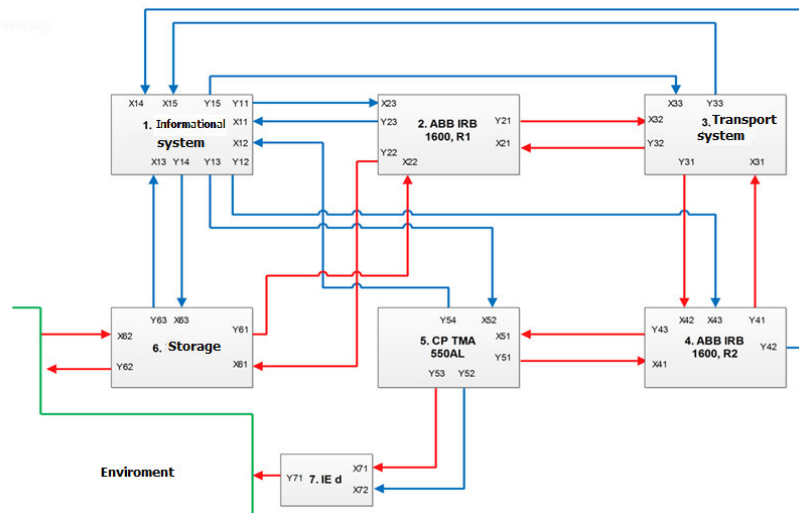 Storage
X14 X15 Y15 Y11
X11
1. Informational
system
X12
X13 Y14 Y13 Y12
X23
Y23
2. ABB IRB
1600, R1
Y21
X21
Y22
X22
X33 Y33
X32
3. Transport
system
Y32
Y31 X31
Y63 X63
X62
Y61
6. Storage
Y62
X61
Y54 X52
X51
5. CP TMA
550AL
Y51
Y53 Y52
X42 X43 Y41
Y43
4. ABB IRB
1600, R2
Y42
X41
Enviroment
X71
Y71
7. IE d
X72